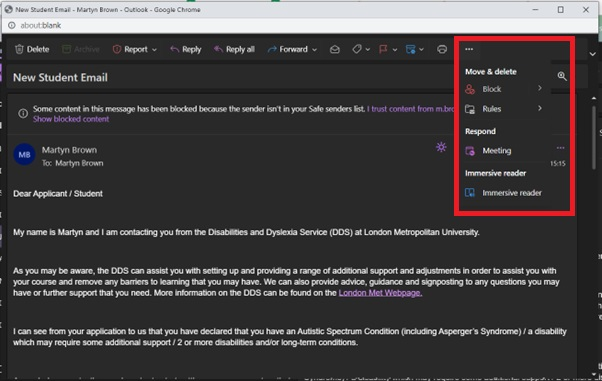 New Student Email - Martyn Brown - Outlook - Google Chrome
about:blank
Delete Archive Report Reply Reply all Forward
New Student Email
Move & delete
Block
Rules
Respond
Meeting
15:15
Immersive reader
Immersive reader
Some content in this message has been blocked because the sender isn't in your Safe senders list. I trust content from m.bro
Show blocked content
MB
Martyn Brown
To: Martyn Brown
Dear Applicant / Student
My name is Martyn and I am contacting you from the Disabilities and Dyslexia Service (DDS) at London Metropolitan University.
As you may be aware, the DDS can assist you with setting up and providing a range of additional support and adjustments in order to assist you with
your course and remove any barriers to learning that you may have. We can also provide advice, guidance and signposting to any questions you may
have or further support that you need. More information on the DDS can be found on the London Met Webpage.
I can see from your application to us that you have declared that you have an Autistic Spectrum Condition (including Asperger's Syndrome) / a disability
which may require some additional support / 2 or more disabilities and/or long-term conditions.